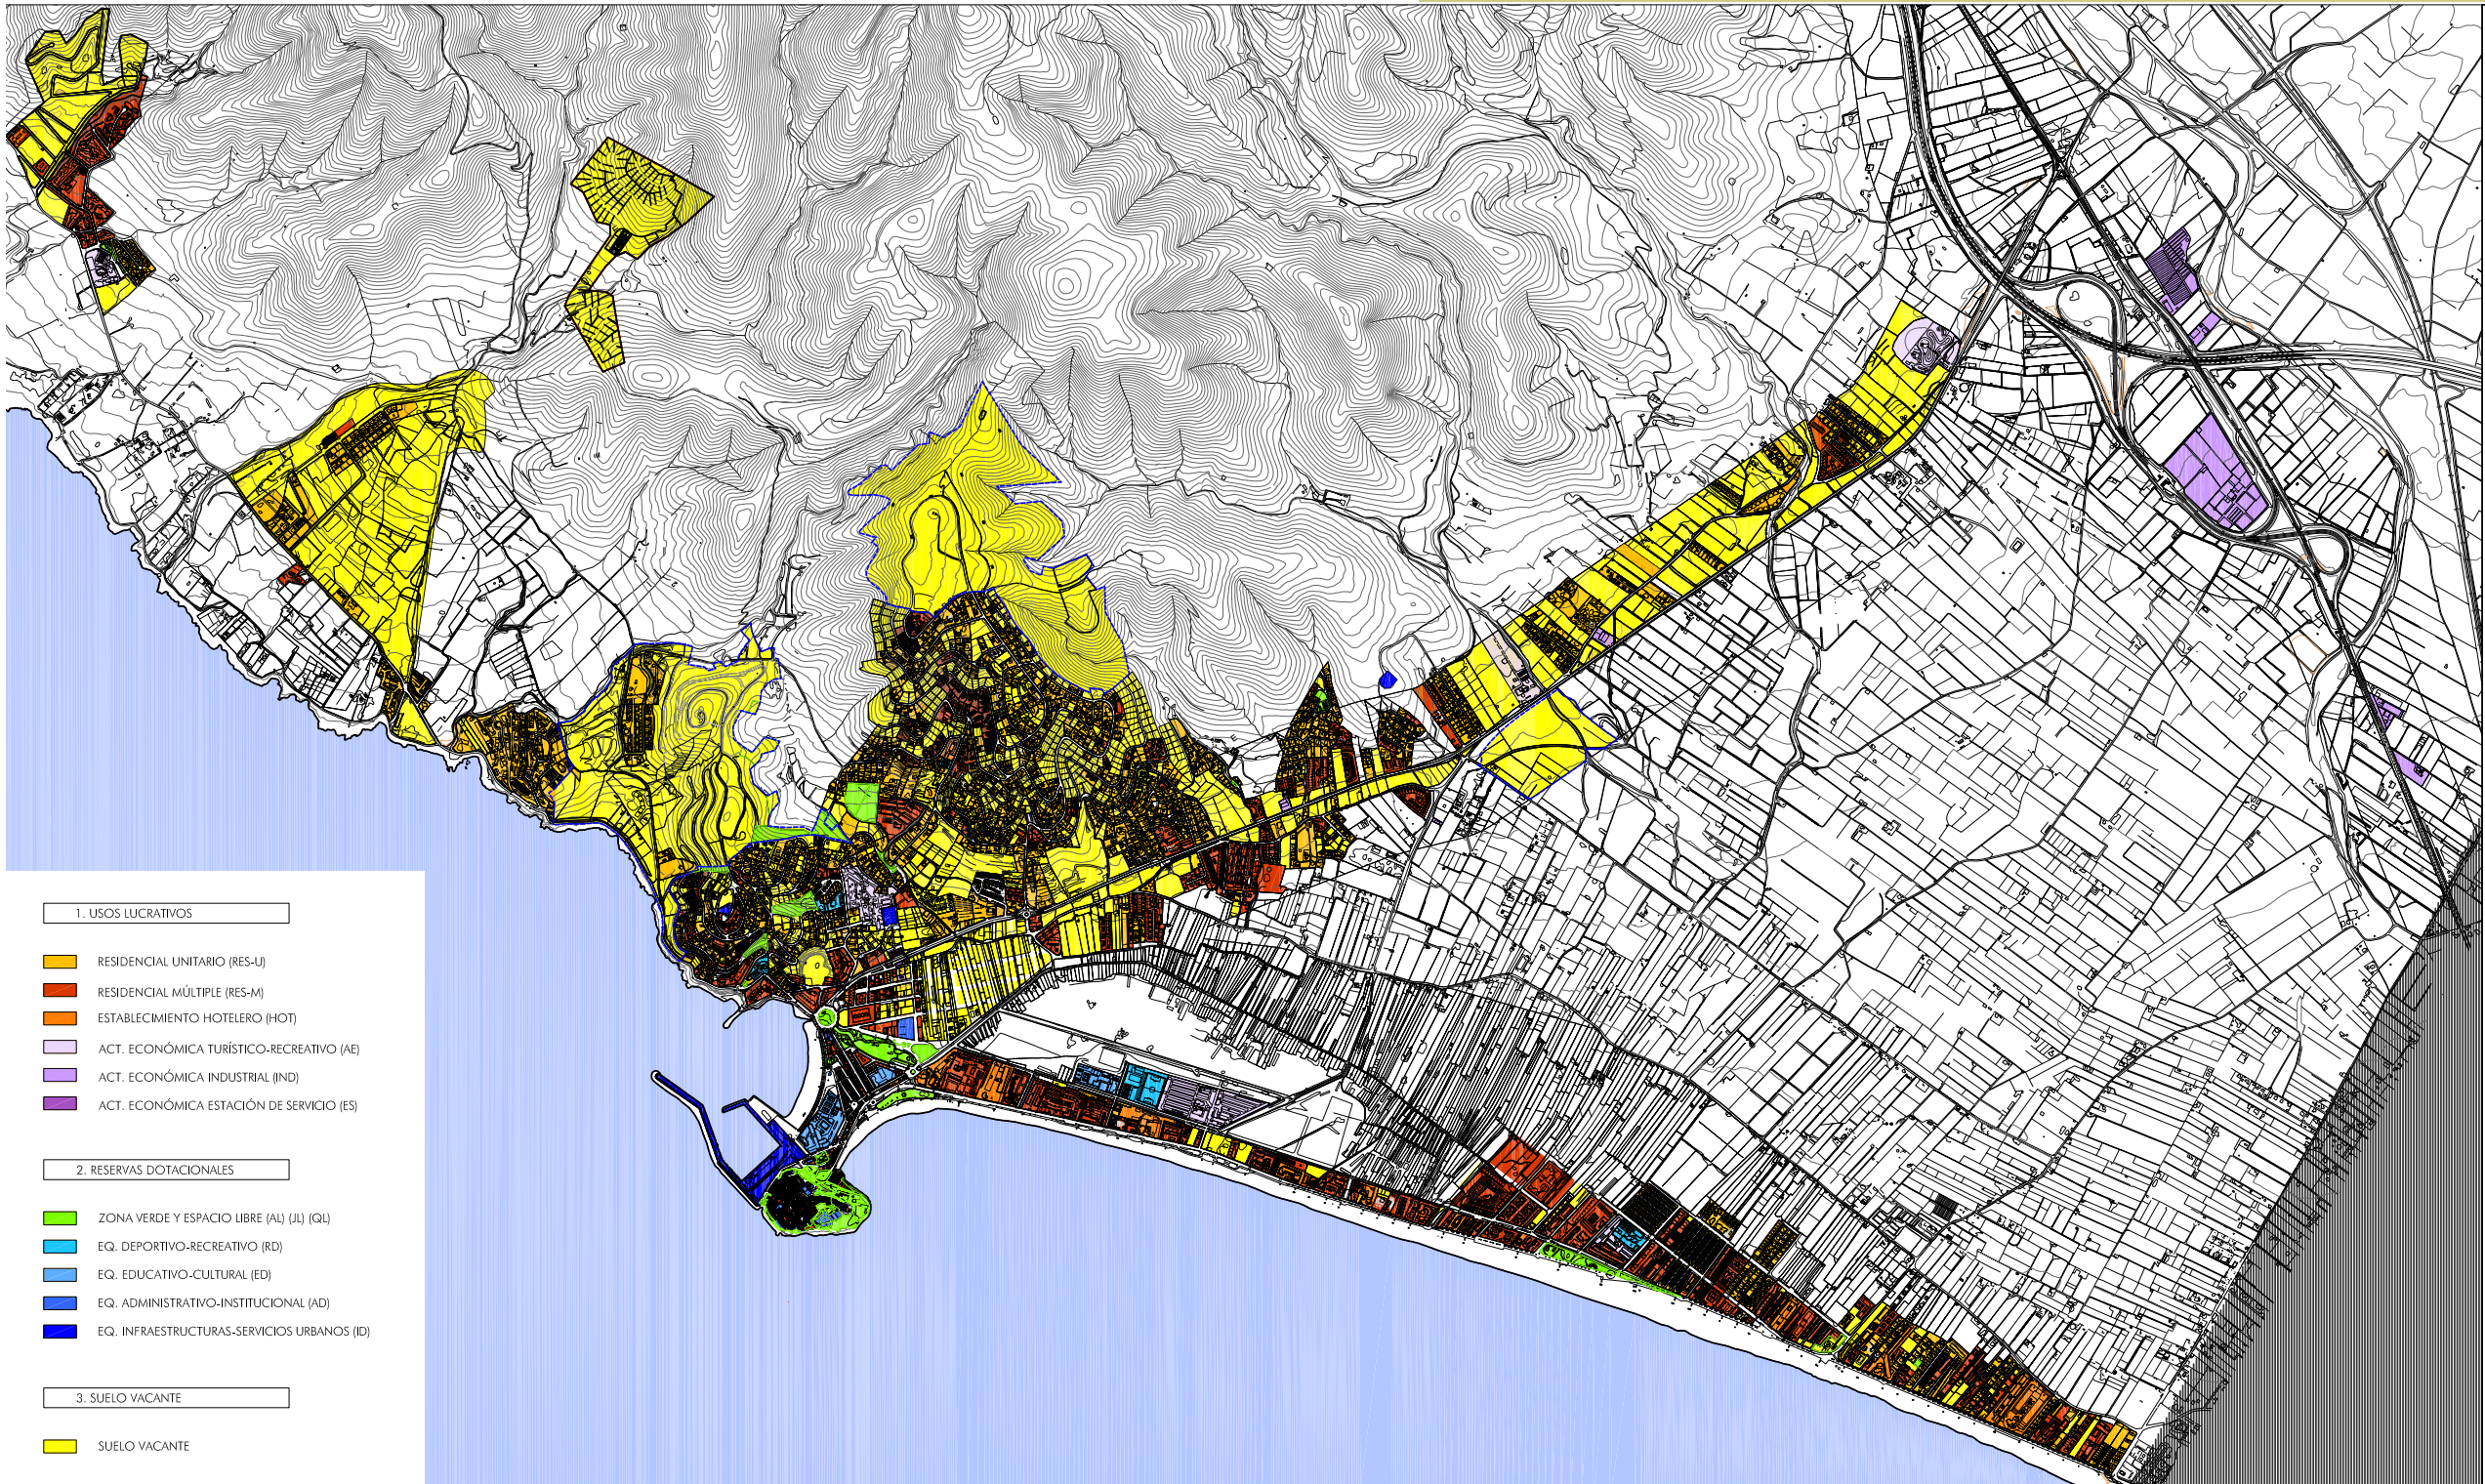 1. USOS LUCRATIVOS
RESIDENCIAL UNITARIO (RES-U)
RESIDENCIAL MÚLTIPLE (RES-M)
ESTABLECIMIENTO HOTELERO (HOT)
ACT. ECONÓMICA TURÍSTICO-RECREATIVO (AE)
ACT. ECONÓMICA INDUSTRIAL (IND)
ACT. ECONÓMICA ESTACIÓN DE SERVICIO (ES)
2. RESERVAS DOTACIONALES
ZONA VERDE Y ESPACIO LIBRE (AL) (JL) (QL)
EQ. DEPORTIVO-RECREATIVO (RD)
EQ. EDUCATIVO-CULTURAL (ED)
EQ. ADMINISTRATIVO-INSTITUCIONAL (AD)
EQ. INFRAESTRUCTURAS-SERVICIOS URBANOS (ID)
3. SUELO VACANTE
SUELO VACANTE